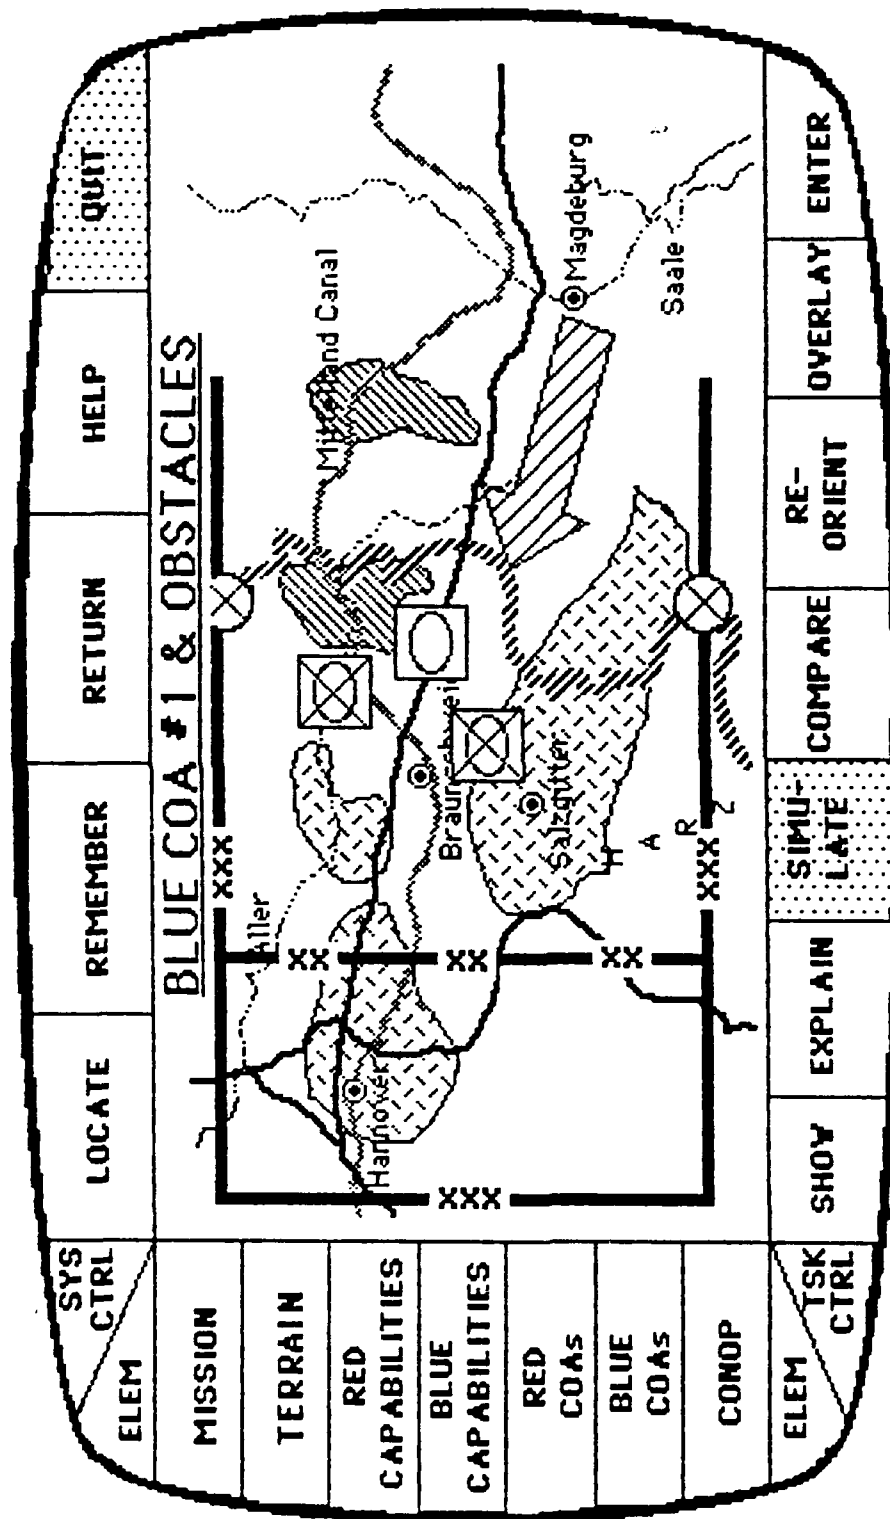 SYS
CTRL
ELEM
LOCATE
REMEMBER
RETURN
HELP
QUIT
MISSION
TERRAIN
RED
CAPABILITIES
BLUE
CAPABILITIES
RED
COAs
BLUE
COAs
CONOP
ELEM
TSK
CTRL
BLUE COA #1 & OBSTACLES
XXX
XXX
XXX
XX
XX
XX
Aller
Mittelland Canal
Hannover
Salzgitter
Magdeburg
Saale
H
A
R
Z
SHOW
EXPLAIN
SIMU-
LATE
COMPARE
RE-
ORIENT
OVERLAY
ENTER